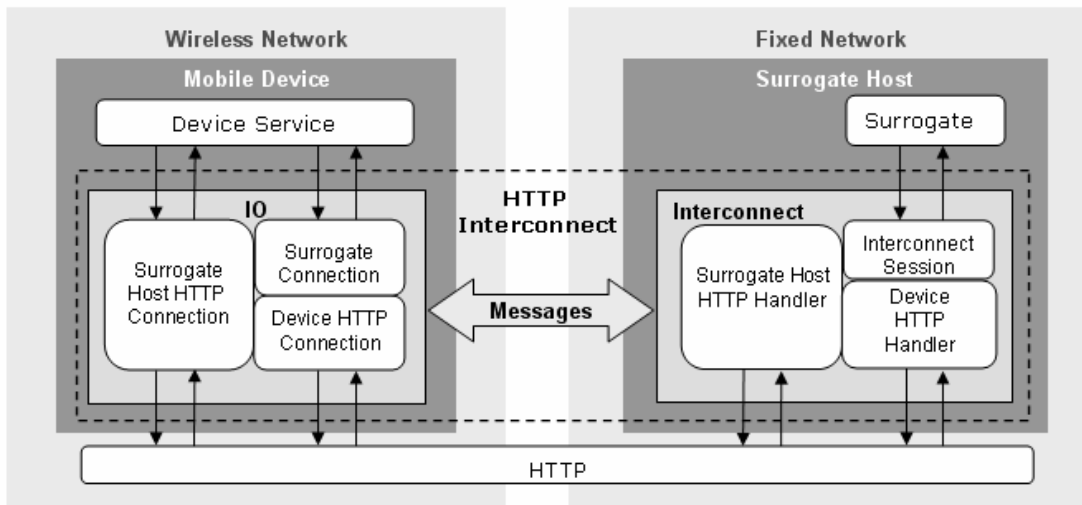 Wireless Network
Mobile Device
Device Service
IO
Surrogate
Host HTTP
Connection
Surrogate
Connection
Device HTTP
Connection
HTTP
Interconnect
Messages
Fixed Network
Surrogate Host
Surrogate
Interconnect
Surrogate Host
HTTP Handler
Interconnect
Session
Device
HTTP
Handler
HTTP